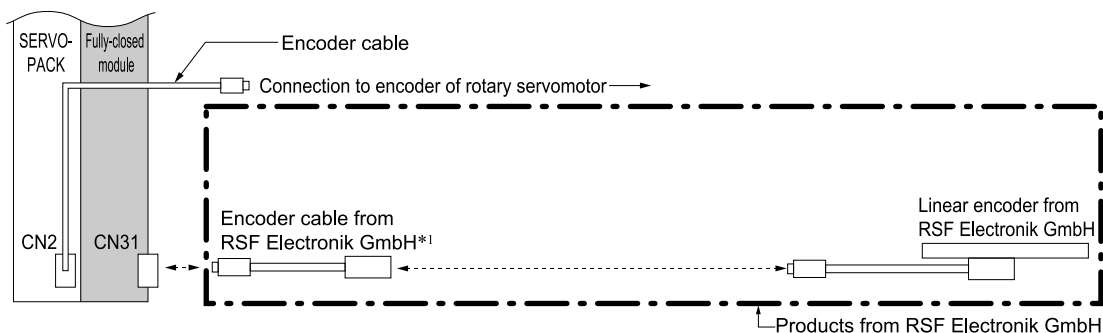 SERVO-
PACK
Fully-closed
module
Encoder cable
Connection to encoder of rotary servomotor
CN2
CN31
Encoder cable from
RSF Electronik GmbH*1
Linear encoder from
RSF Electronik GmbH
Products from RSF Electronik GmbH